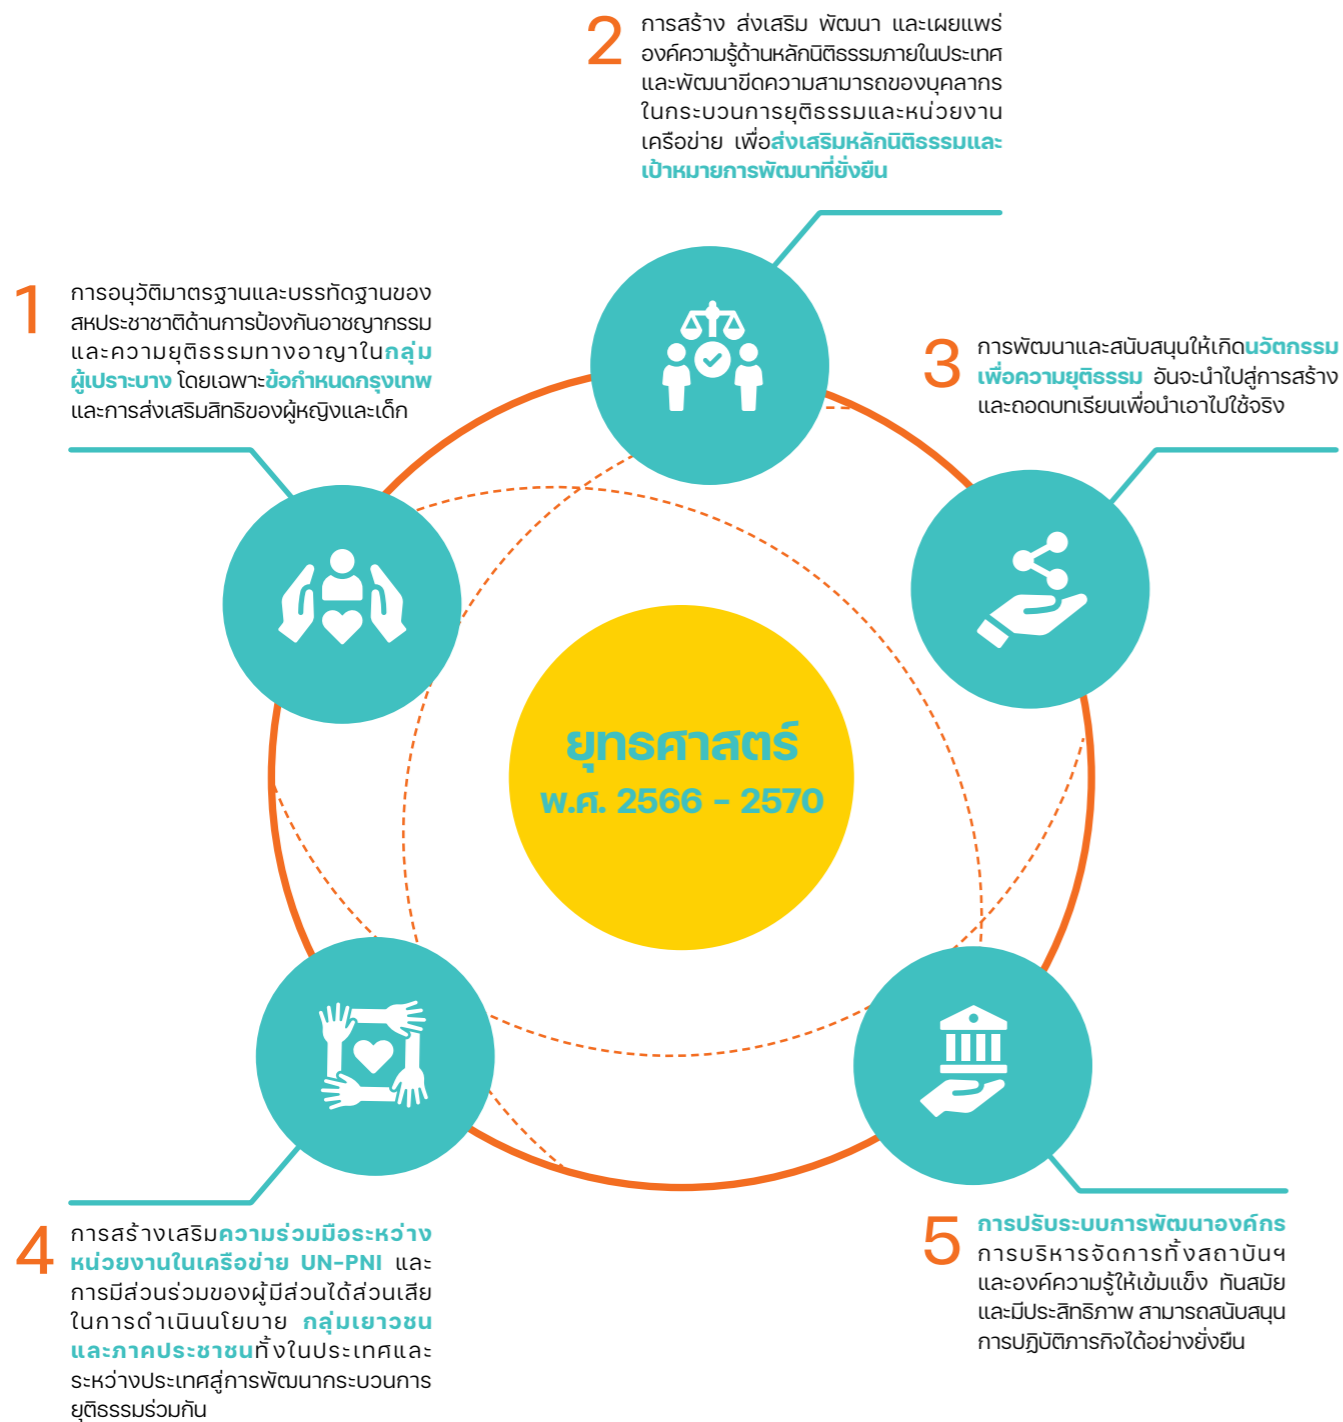 2
การสร้าง ส่งเสริม พัฒนา และเผยแพร่
องค์ความรู้ด้านหลักนิติธรรมภายในประเทศ
และพัฒนาขีดความสามารถของบุคลากร
ในกระบวนการยุติธรรมและหน่วยงาน
เครือข่าย เพื่อส่งเสริมหลักนิติธรรมและ
เป้าหมายการพัฒนาที่ยั่งยืน
1
การอนุวัติมาตรฐานและบรรทัดฐานของ
สหประชาชาติด้านการป้องกันอาชญากรรม
และความยุติธรรมทางอาญาในกลุ่ม
ผู้เปราะบาง โดยเฉพาะข้อกำหนดกรุงเทพ
และการส่งเสริมสิทธิของผู้หญิงและเด็ก
3
การพัฒนาและสนับสนุนให้เกิดนวัตกรรม
เพื่อความยุติธรรม อันจะนำไปสู่การสร้าง
และถอดบทเรียนเพื่อนำเอาไปใช้จริง
ยุทธศาสตร์
พ.ศ. 2566 - 2570
4
การสร้างเสริมความร่วมมือระหว่าง
หน่วยงานในเครือข่าย UN-PNI และ
การมีส่วนร่วมของผู้มีส่วนได้ส่วนเสีย
ในการดำเนินนโยบาย กลุ่มเยาวชน
และภาคประชาชนทั้งในประเทศและ
ระหว่างประเทศสู่การพัฒนากระบวนการ
ยุติธรรมร่วมกัน
5
การปรับระบบการพัฒนาองค์กร
การบริหารจัดการทั้งสถาบันฯ
และองค์ความรู้ให้เข้มแข็ง ทันสมัย
และมีประสิทธิภาพ สามารถสนับสนุน
การปฏิบัติภารกิจได้อย่างยั่งยืน